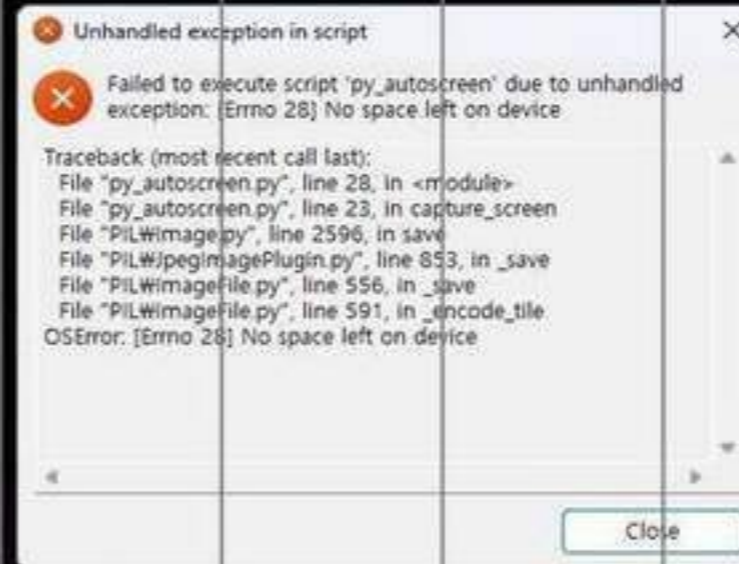 Unhandled exception in script
Failed to execute script 'py_autoscreen' due to unhandled
exception: [Errno 28] No space left on device
Traceback (most recent call last):
File "py_autoscreen.py", line 28, in <module>
File "py_autoscreen.py", line 23, in capture_screen
File "PIL₩Image.py", line 2596, in save
File "PIL₩JpegImagePlugin.py", line 853, in _save
File "PIL₩ImageFile.py", line 556, in _save
File "PIL₩ImageFile.py", line 591, in _encode_tile
OSError: [Errno 28] No space left on device
Close